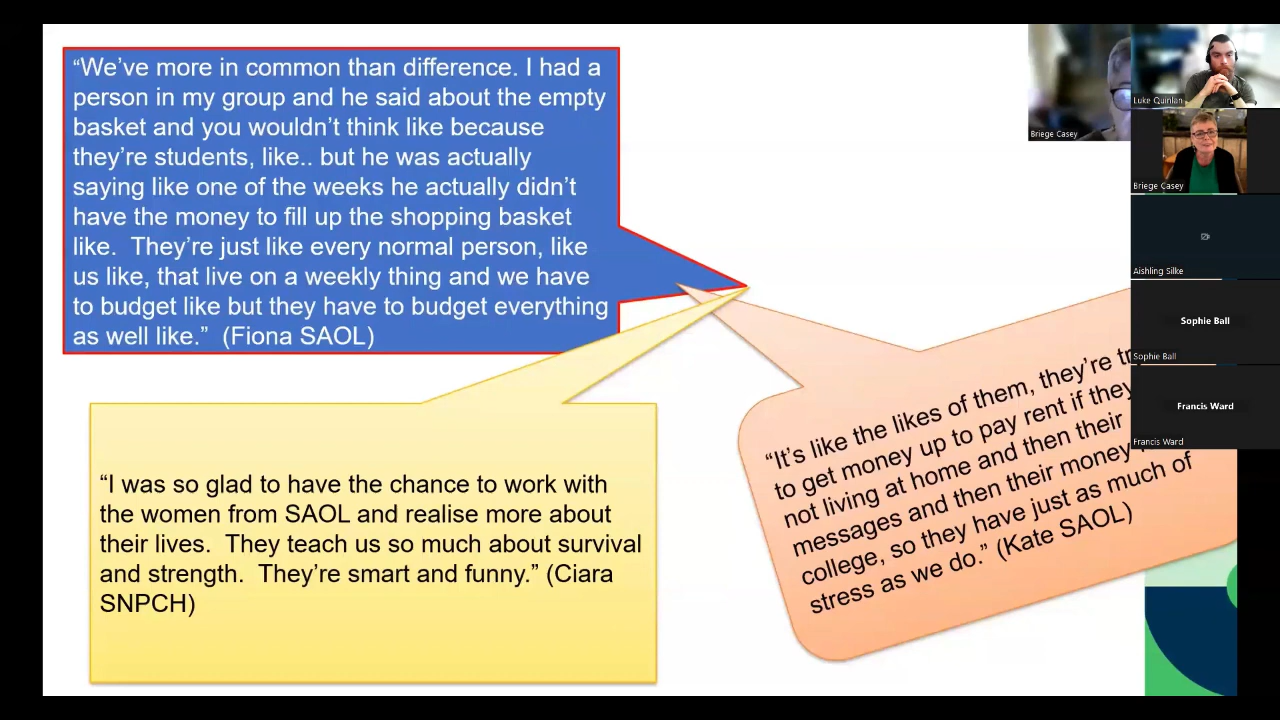 “We’ve more in common than difference. I had a
person in my group and he said about the empty
basket and you wouldn’t think like because
they’re students, like.. but he was actually
saying like one of the weeks he actually didn’t
have the money to fill up the shopping basket
like.  They’re just like every normal person, like
us like, that live on a weekly thing and we have
to budget like but they have to budget everything
as well like.”  (Fiona SAOL)
“I was so glad to have the chance to work with
the women from SAOL and realise more about
their lives.  They teach us so much about survival
and strength.  They’re smart and funny.” (Ciara
SNPCH)
“It’s like the likes of them, they’re
to get money up to pay rent if they
not living at home and then their
messages and then their money
college, so they have just as much of
stress as we do.” (Kate SAOL)
Briege Casey
Luke Quinlan
Briege Casey
Aishling Silke
Sophie Ball
Sophie Ball
Francis Ward
Francis Ward